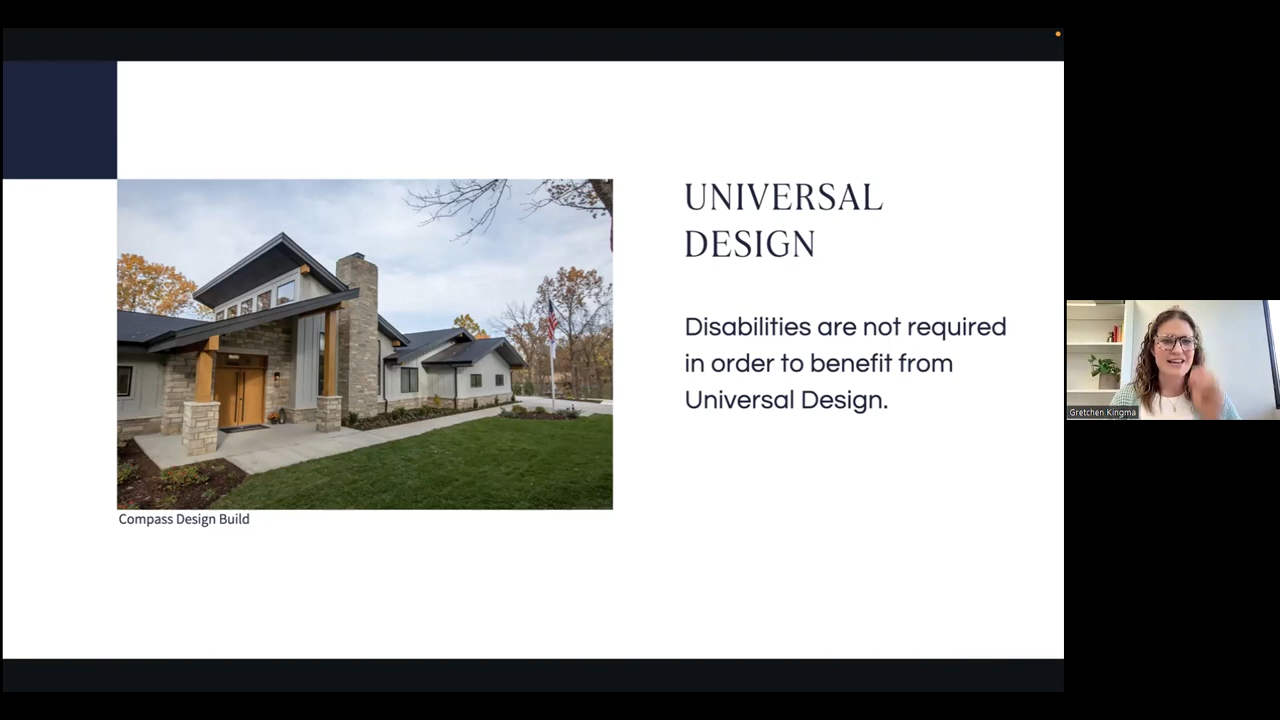 UNIVERSAL
DESIGN
Disabilities are not required
in order to benefit from
Universal Design.
Compass Design Build
Gretchen Kingma